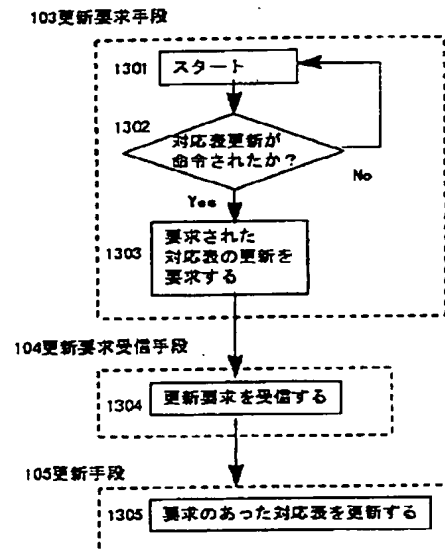 103更新要求手段
1301 スタート
1302
対応表更新が
命令されたか?
No
Yes
要求された
1303 対応表の更新を
要求する
104更新要求受信手段
1304 更新要求を受信する
105更新手段
1305 要求のあった対応表を更新する